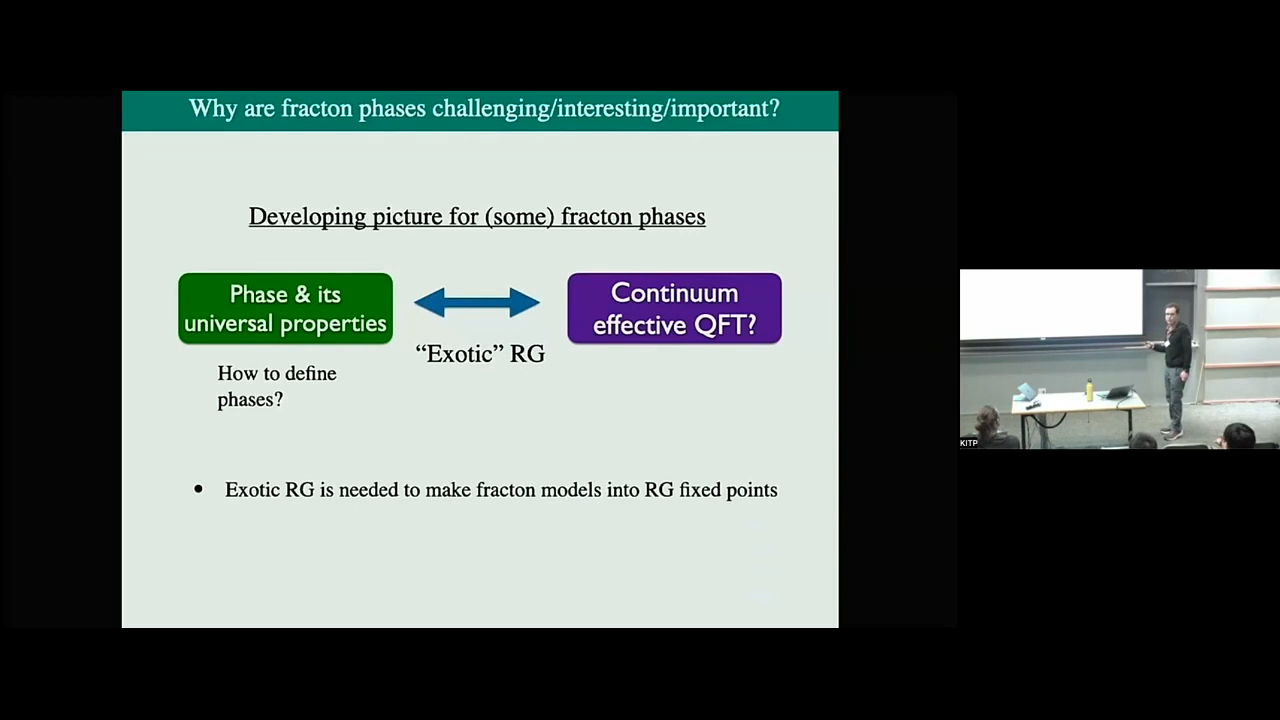 Why are fracton phases challenging/interesting/important?
Developing picture for (some) fracton phases
Phase & its
universal properties
Continuum
effective QFT?
“Exotic” RG
How to define
phases?
• Exotic RG is needed to make fracton models into RG fixed points
KITP